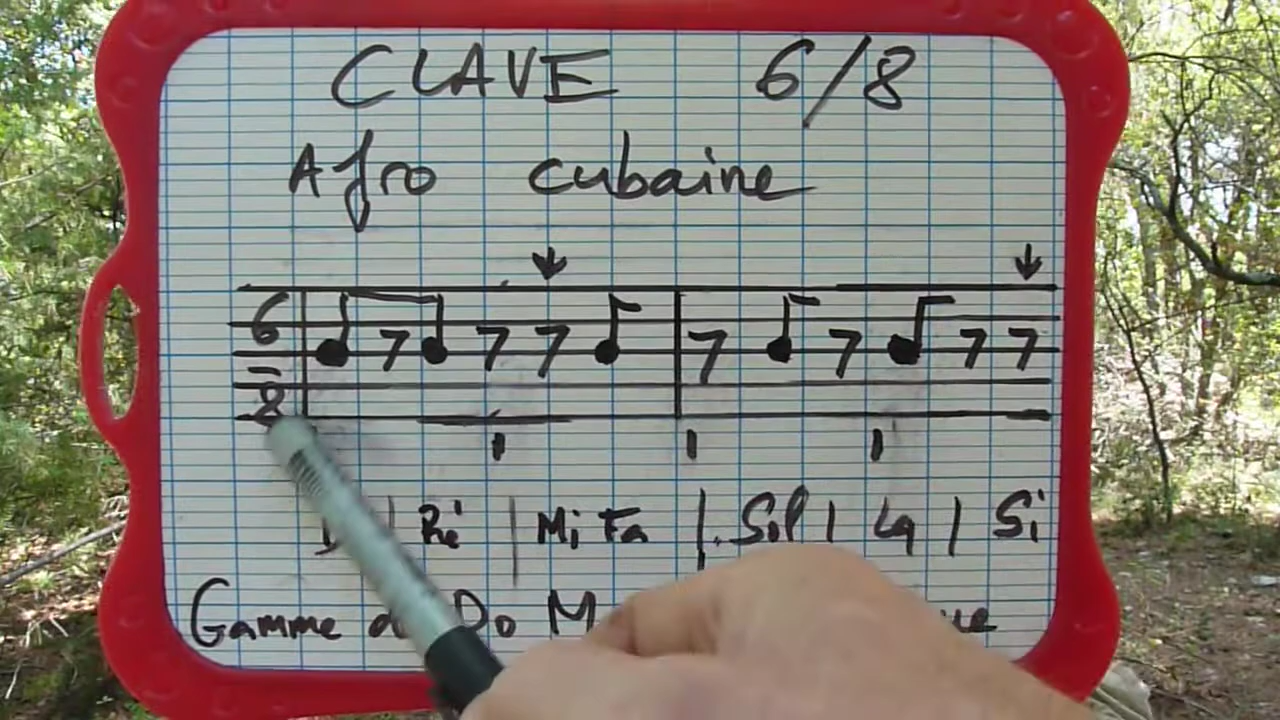 CLAVE 6/8
Afro cubaine
6
8
| Ré | Mi Fa | Sol | La | Si
Gamme Do